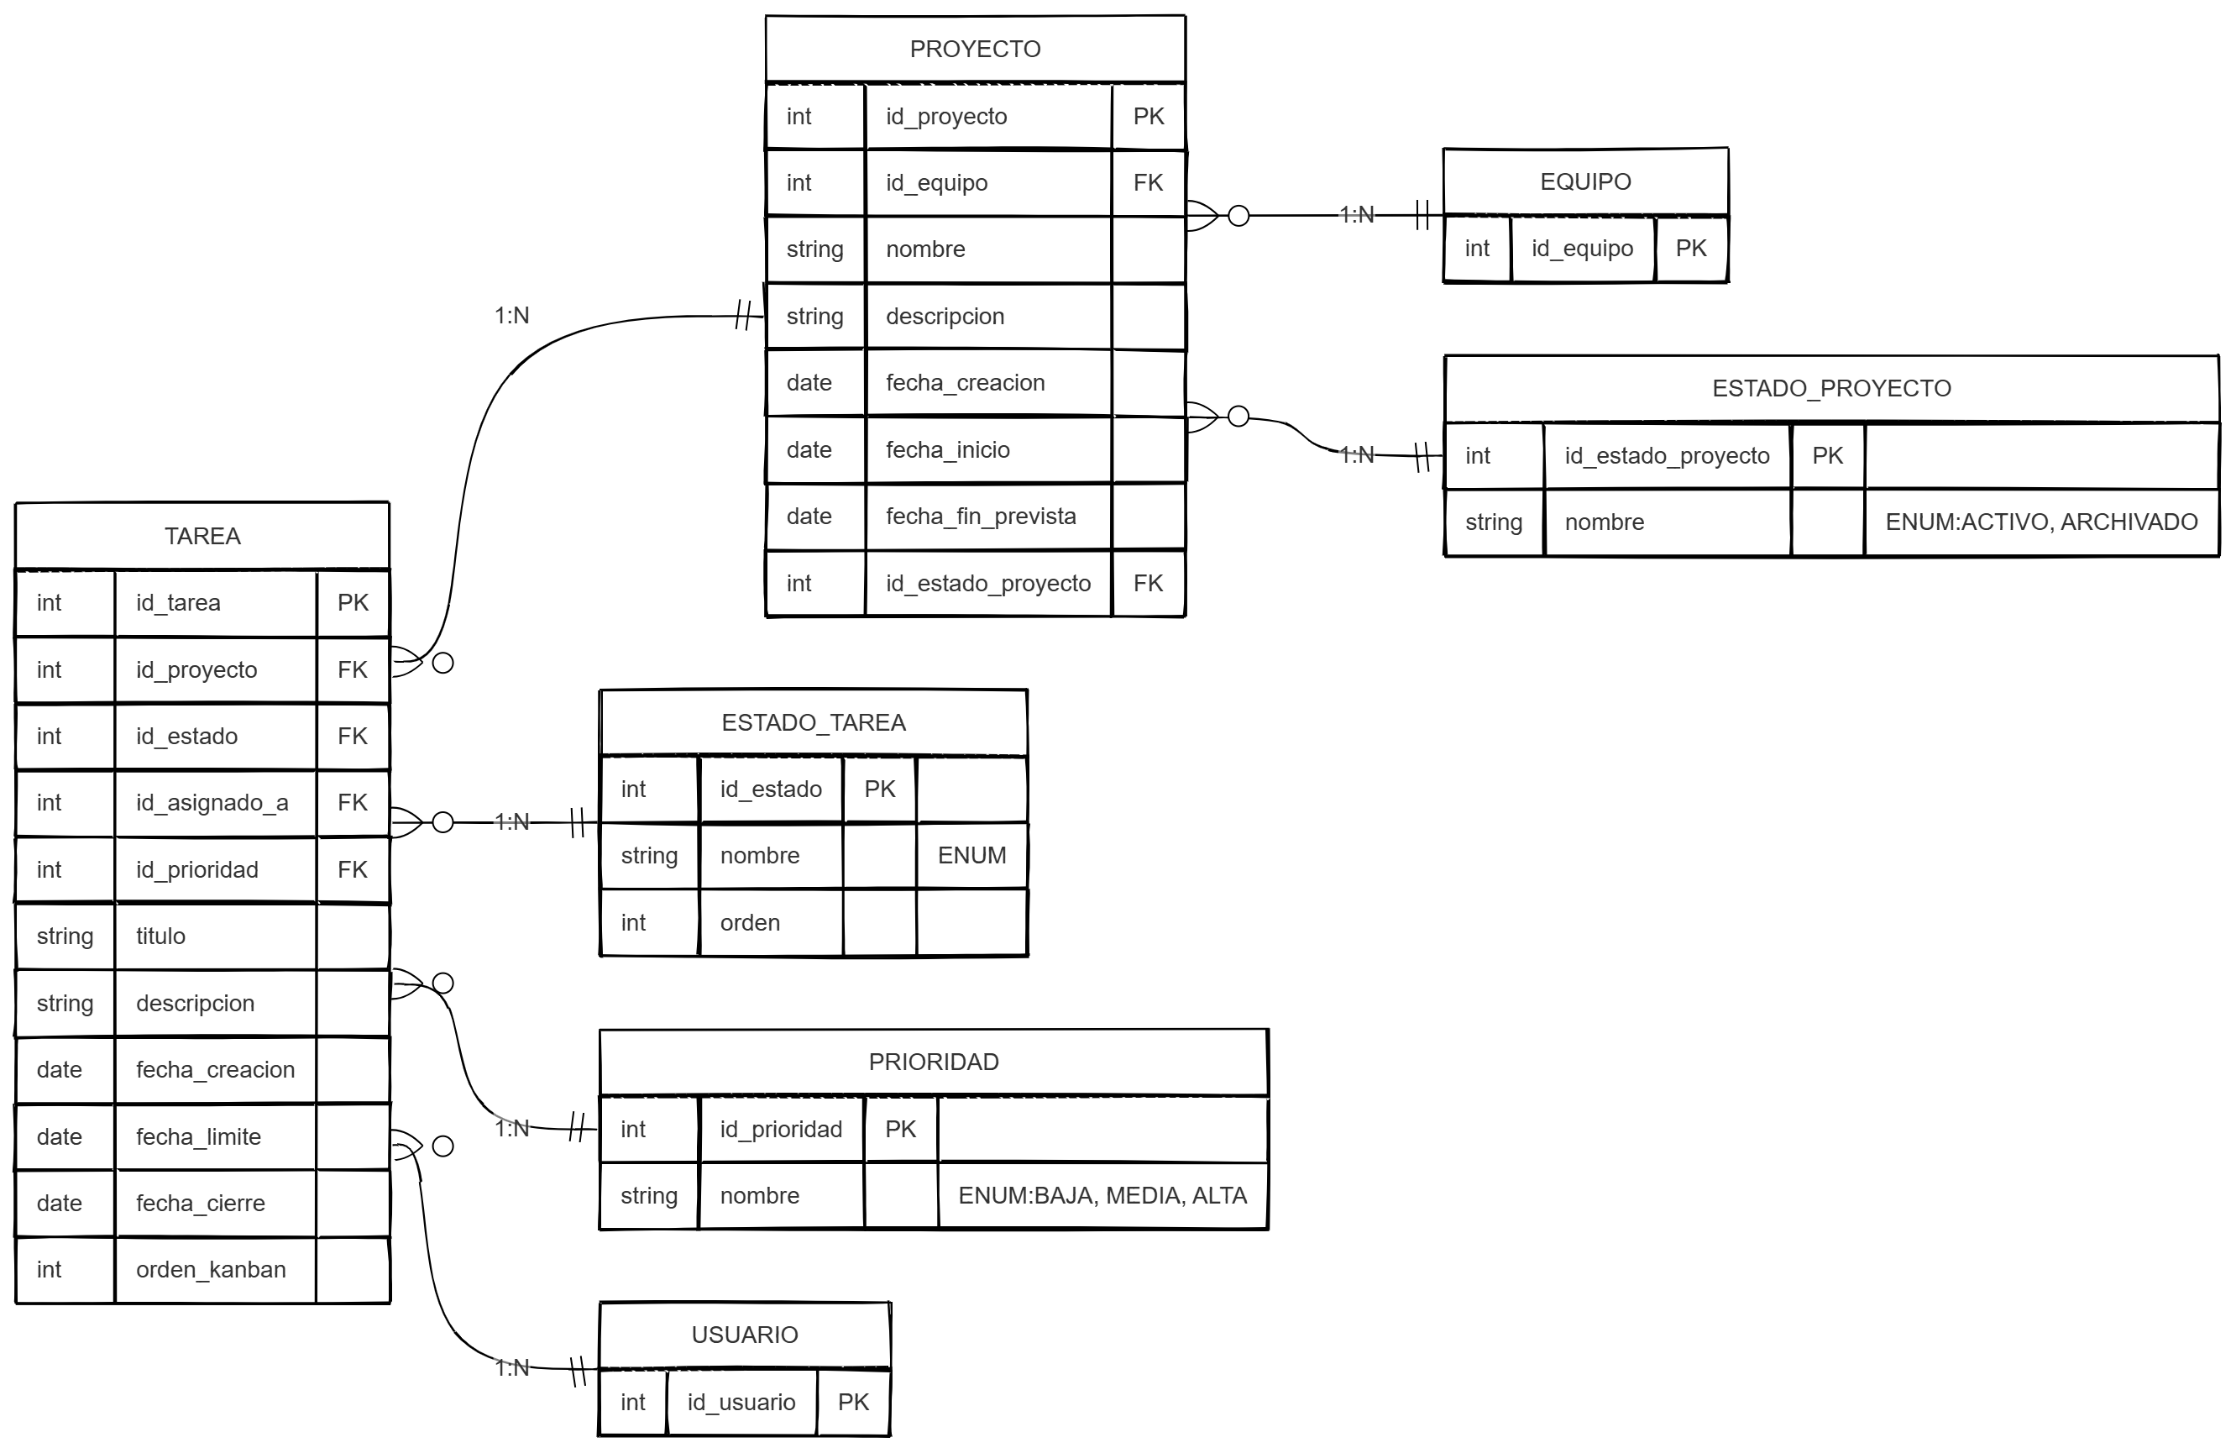 PROYECTO
int id_proyecto PK
int id_equipo FK
string nombre
string descripcion
date fecha_creacion
date fecha_inicio
date fecha_fin_prevista
int id_estado_proyecto FK
1:N
EQUIPO
int id_equipo PK
1:N
ESTADO_PROYECTO
int id_estado_proyecto PK
string nombre ENUM:ACTIVO, ARCHIVADO
1:N
TAREA
int id_tarea PK
int id_proyecto FK
int id_estado FK
int id_asignado_a FK
int id_prioridad FK
string titulo
string descripcion
date fecha_creacion
date fecha_limite
date fecha_cierre
int orden_kanban
1:N
ESTADO_TAREA
int id_estado PK
string nombre ENUM
int orden
1:N
PRIORIDAD
int id_prioridad PK
string nombre ENUM:BAJA, MEDIA, ALTA
1:N
USUARIO
int id_usuario PK